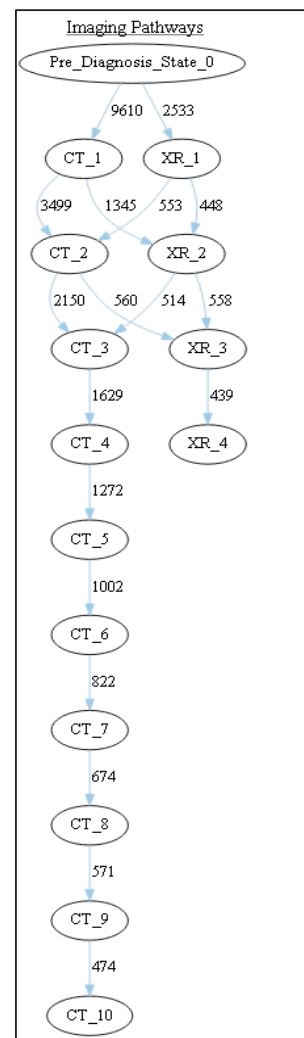 Imaging Pathways
Pre_Diagnosis_State_0
9610 2533
CT_1 XR_1
3499 1345 553 448
CT_2 XR_2
2150 560 514 558
CT_3 XR_3
1629 439
CT_4 XR_4
1272
CT_5
1002
CT_6
822
CT_7
674
CT_8
571
CT_9
474
CT_10